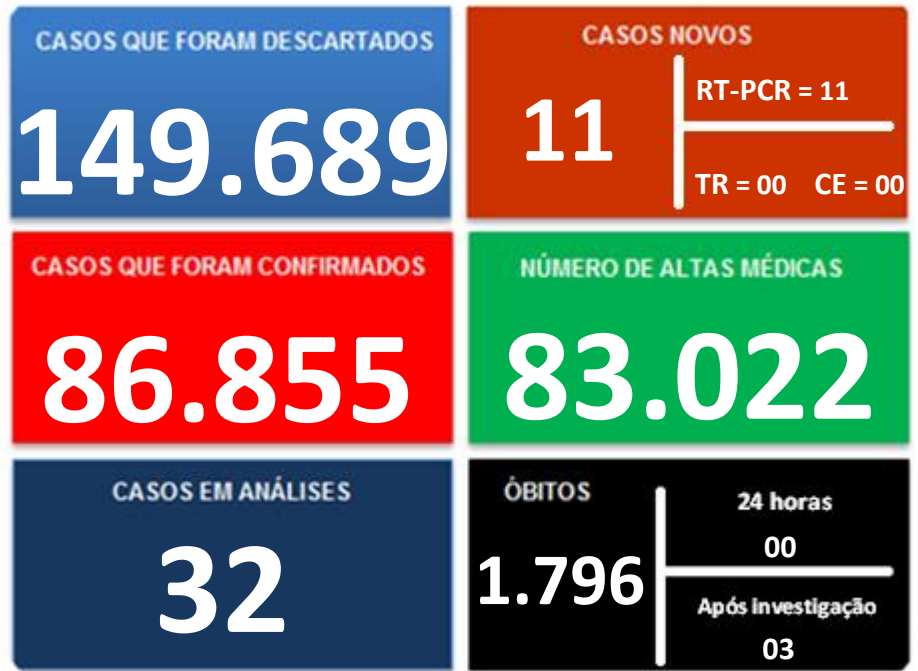 CASOS QUE FORAM DESCARTADOS
149.689
CASOS NOVOS
11
RT-PCR = 11
TR = 00 CE = 00
CASOS QUE FORAM CONFIRMADOS
86.855
NÚMERO DE ALTAS MÉDICAS
83.022
CASOS EM ANÁLISES
32
ÓBITOS
1.796
24 horas
00
Após investigação
03